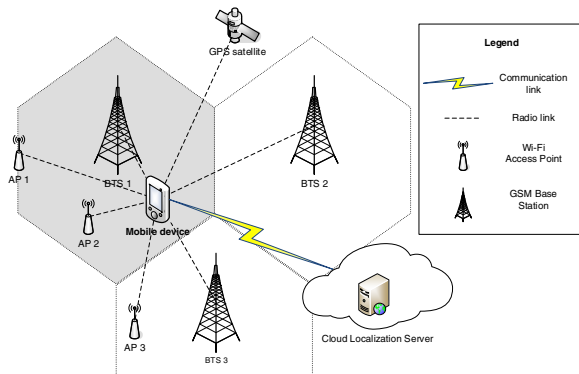 GPS satellite
BTS 1
BTS 2
AP 1
AP 2
Mobile device
AP 3
BTS 3
Cloud Localization Server
Legend
Communication
link
Radio link
Wi-Fi
Access Point
GSM Base
Station